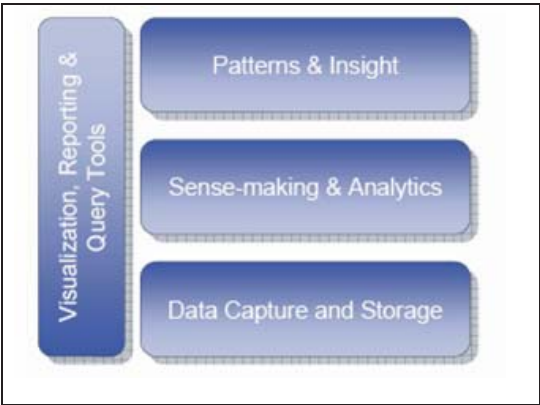 Visualization, Reporting &
Query Tools
Patterns & Insight
Sense-making & Analytics
Data Capture and Storage